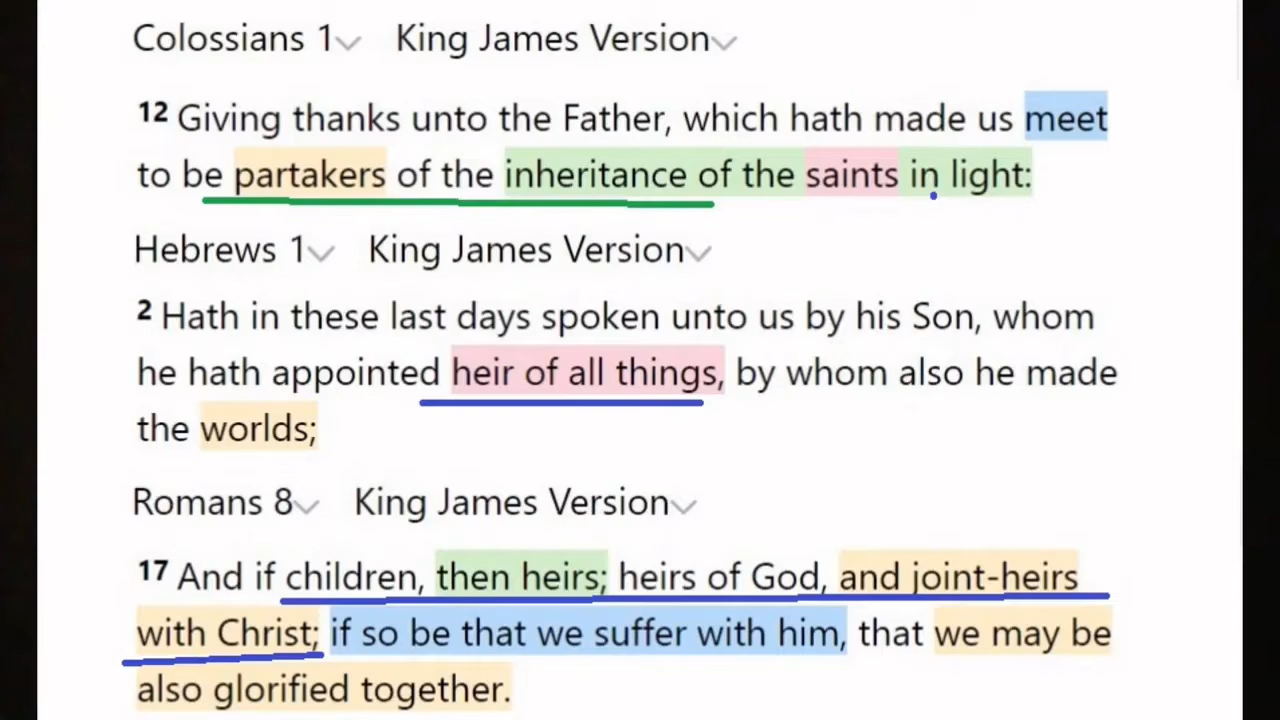 Colossians 1 King James Version
12 Giving thanks unto the Father, which hath made us meet
to be partakers of the inheritance of the saints in light:
Hebrews 1 King James Version
2 Hath in these last days spoken unto us by his Son, whom
he hath appointed heir of all things, by whom also he made
the worlds;
Romans 8 King James Version
17 And if children, then heirs; heirs of God, and joint-heirs
with Christ; if so be that we suffer with him, that we may be
also glorified together.